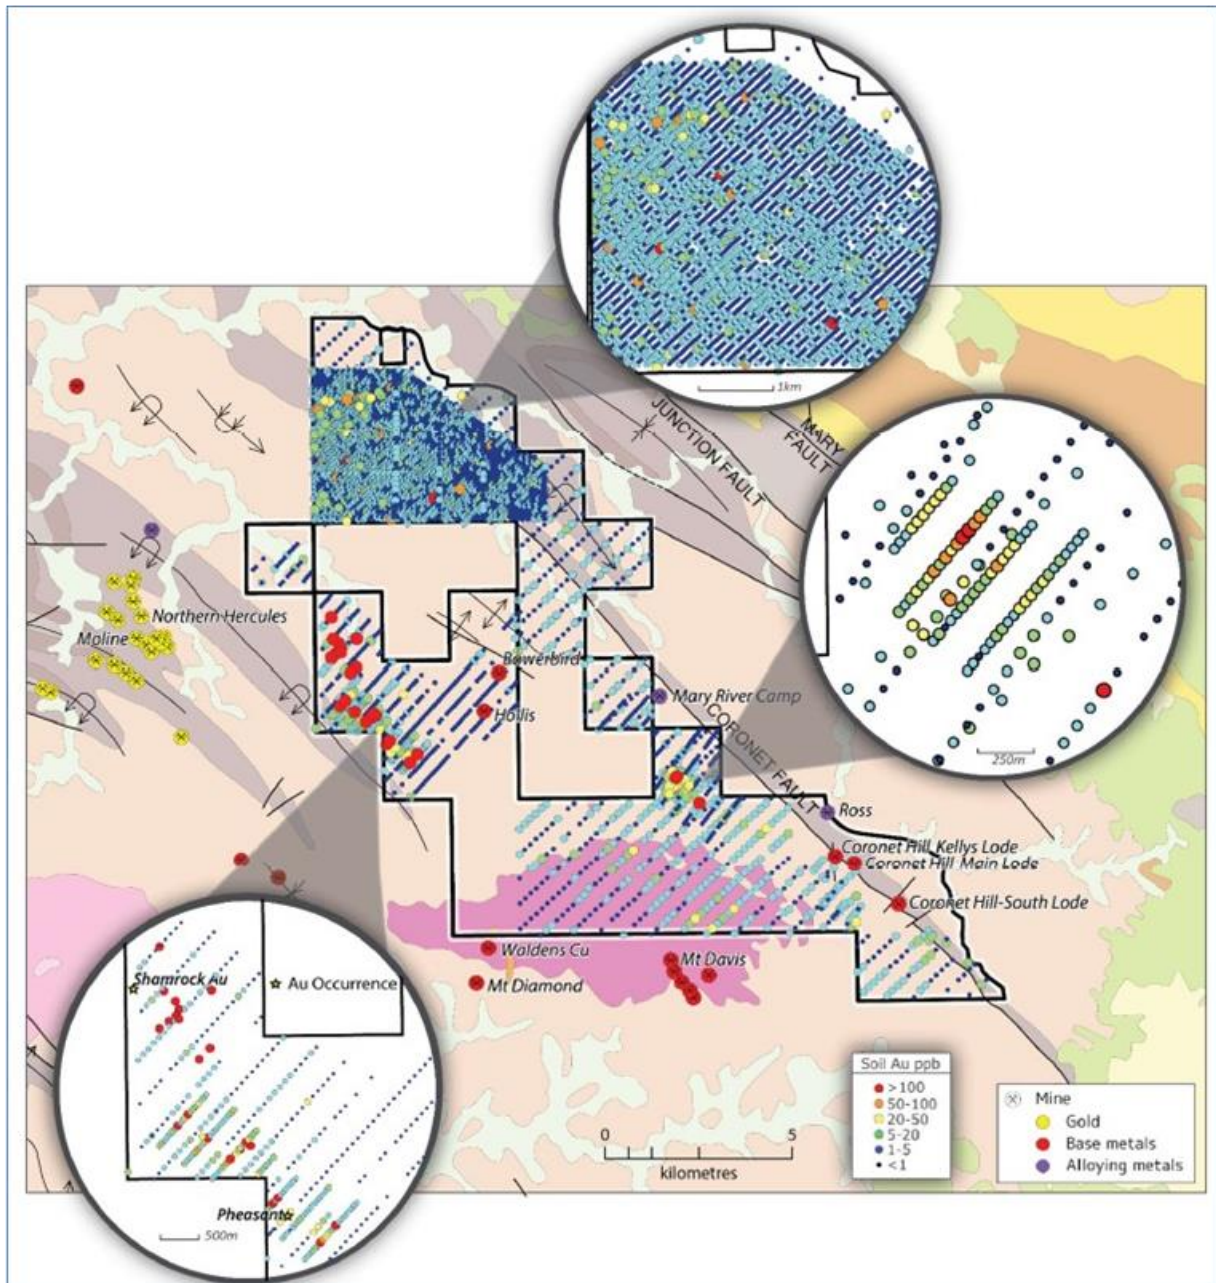 1km
JUNCTION FAULT
MARY
FAULT
250m
Northern Hercules
Moline
Bowerbird
Hollis
Mary River Camp
CORONET FAULT
Ross
Coronet Hill Kellys Lode
Coronet Hill Main Lode
Coronet Hill-South Lode
Waldens Cu
Mt Diamond
Mt Davis
Shamrock Au
Au Occurrence
Pheasant
500m
0 5
kilometres
Soil Au ppb
>100
50-100
20-50
5-20
1-5
<1
Mine
Gold
Base metals
Alloying metals